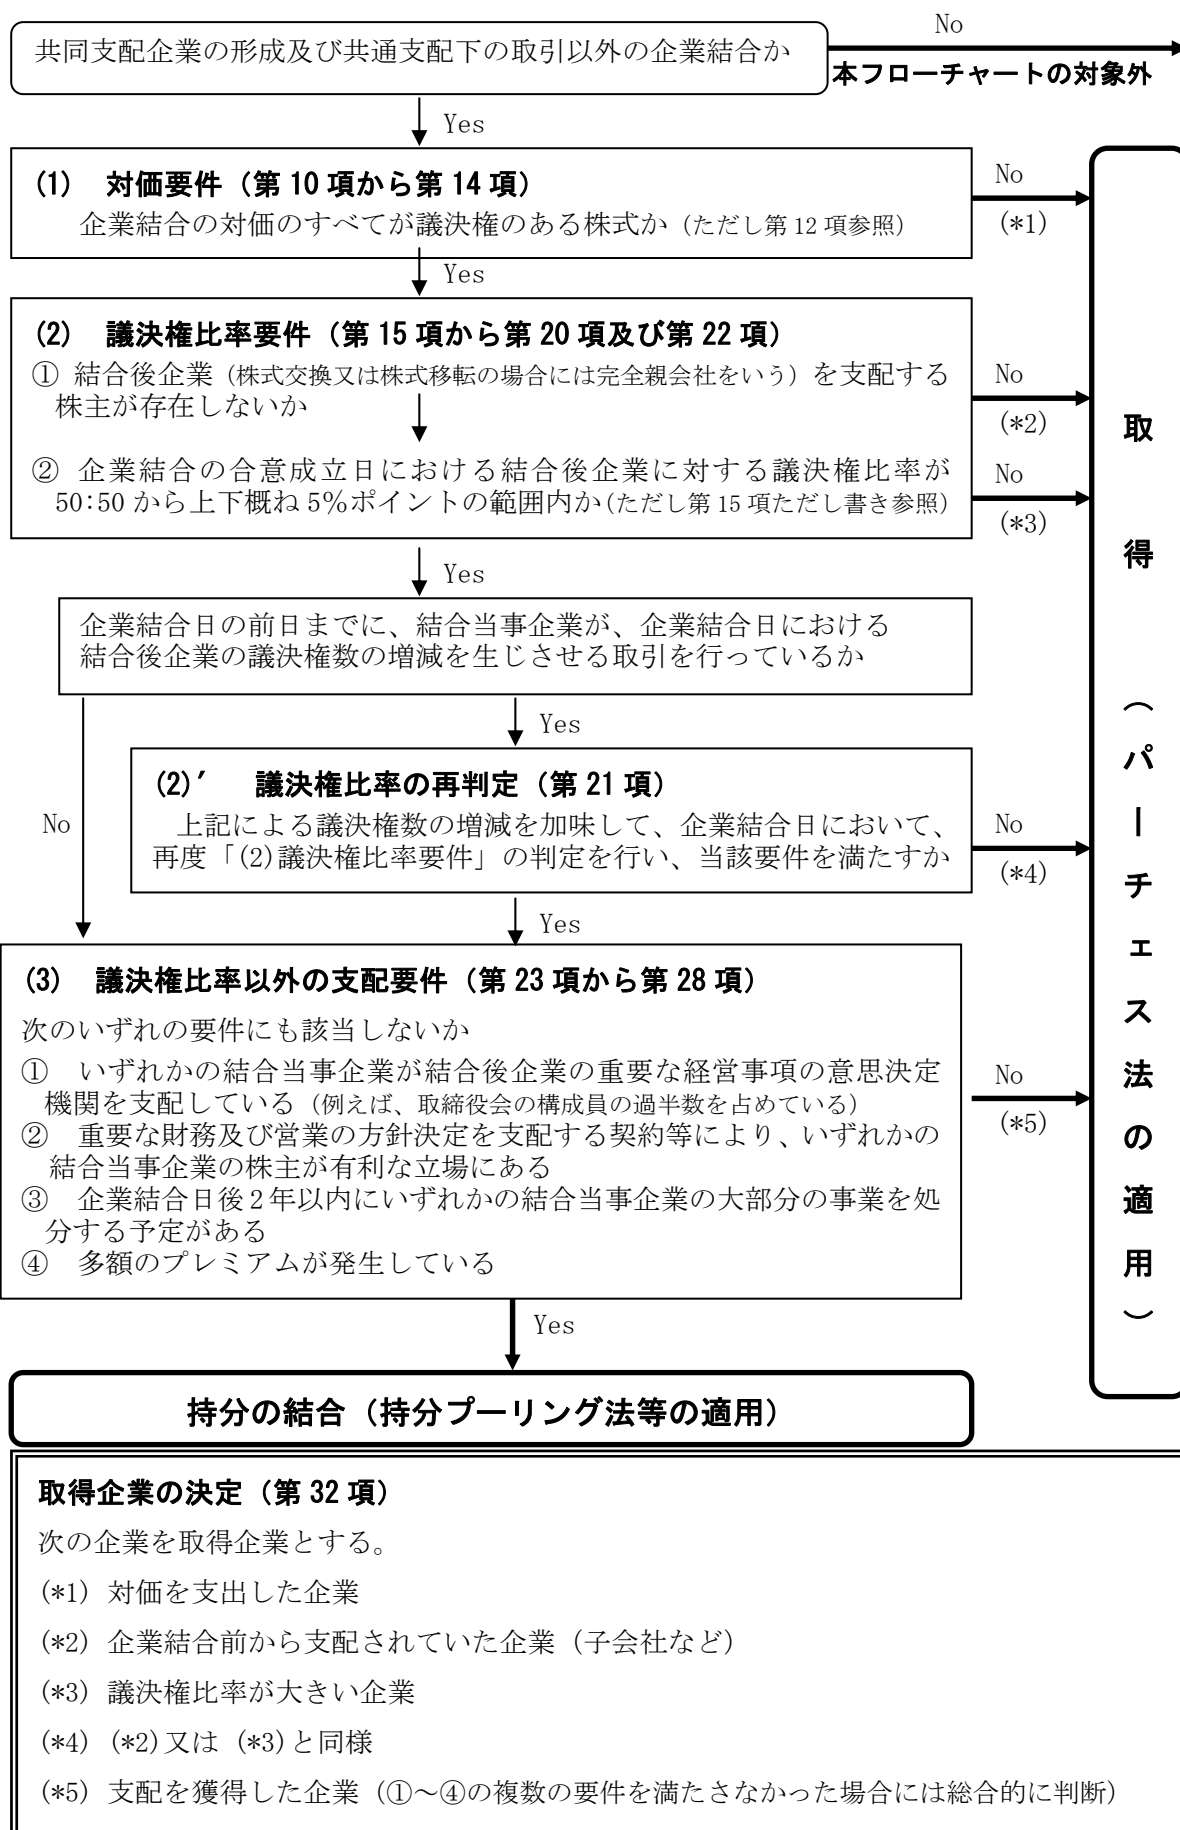 共同支配企業の形成及び共通支配下の取引以外の企業結合か
No
本フローチャートの対象外
Yes
(1) 対価要件（第 10 項から第 14 項）
企業結合の対価のすべてが議決権のある株式か（ただし第 12 項参照）
No
(*1)
Yes
(2) 議決権比率要件（第 15 項から第 20 項及び第 22 項）
① 結合後企業（株式交換又は株式移転の場合には完全親会社をいう）を支配する
株主が存在しないか
No
(*2)
② 企業結合の合意成立日における結合後企業に対する議決権比率が
50:50 から上下概ね 5%ポイントの範囲内か（ただし第 15 項ただし書き参照）
No
(*3)
Yes
企業結合日の前日までに、結合当事企業が、企業結合日における
結合後企業の議決権数の増減を生じさせる取引を行っているか
Yes
No
(2)′ 議決権比率の再判定（第 21 項）
上記による議決権数の増減を加味して、企業結合日において、
再度「(2)議決権比率要件」の判定を行い、当該要件を満たすか
No
(*4)
Yes
(3) 議決権比率以外の支配要件（第 23 項から第 28 項）
次のいずれの要件にも該当しないか
① いずれかの結合当事企業が結合後企業の重要な経営事項の意思決定
機関を支配している（例えば、取締役会の構成員の過半数を占めている）
② 重要な財務及び営業の方針決定を支配する契約等により、いずれかの
結合当事企業の株主が有利な立場にある
③ 企業結合日後 2 年以内にいずれかの結合当事企業の大部分の事業を処
分する予定がある
④ 多額のプレミアムが発生している
No
(*5)
Yes
取得（パーチェス法の適用）
持分の結合（持分プーリング法等の適用）
取得企業の決定（第 32 項）
次の企業を取得企業とする。
(*1) 対価を支出した企業
(*2) 企業結合前から支配されていた企業（子会社など）
(*3) 議決権比率が大きい企業
(*4) (*2)又は (*3)と同様
(*5) 支配を獲得した企業（①～④の複数の要件を満たさなかった場合には総合的に判断）